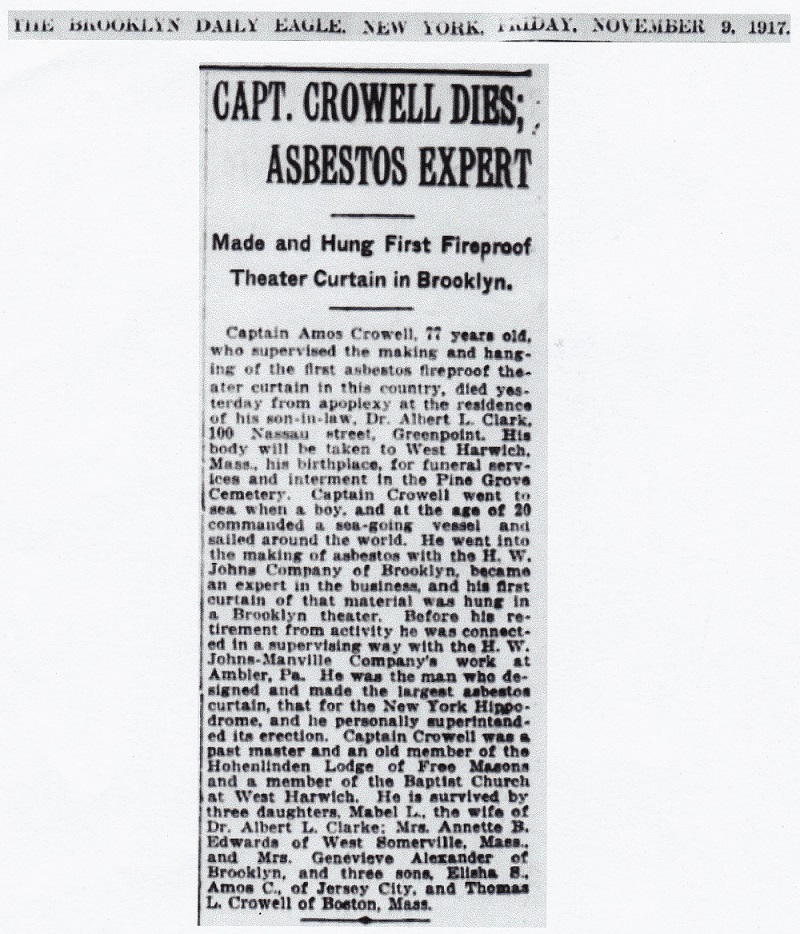 THE BROOKLYN DAILY EAGLE, NEW YORK, FRIDAY, NOVEMBER 9, 1917.
CAPT. CROWELL DIES;
ASBESTOS EXPERT
Made and Hung First Fireproof
Theater Curtain in Brooklyn.
Captain Amos Crowell, 77 years old,
who supervised the making and hang-
ing of the first asbestos fireproof the-
ater curtain in this country, died yes-
terday from apoplexy at the residence
of his son-in-law, Dr. Albert L. Clark,
100 Nassau street, Greenpoint. His
body will be taken to West Harwich,
Mass., his birthplace, for funeral serv-
ices and interment in the Pine Grove
Cemetery. Captain Crowell went to
sea when a boy, and at the age of 20
commanded a sea-going vessel and
sailed around the world. He went into
the making of asbestos with the H. W.
Johns Company of Brooklyn, became
an expert in the business, and his first
curtain of that material was hung in
a Brooklyn theater. Before his re-
tirement from activity he was connect-
ed in a supervising way with the H. W.
Johns-Manville Company's work at
Ambler, Pa. He was the man who de-
signed and made the largest asbestos
curtain, that for the New York Hippo-
drome, and he personally superintend-
ed its erection. Captain Crowell was a
past master and an old member of the
Hohenlinden Lodge of Free Masons
and a member of the Baptist Church
at West Harwich. He is survived by
three daughters, Mabel L., the wife of
Dr. Albert L. Clarke; Mrs. Annette B.
Edwards of West Somerville, Mass.,
and Mrs. Genevieve Alexander of
Brooklyn, and three sons, Elisha S.,
Amos C., of Jersey City, and Thomas
L. Crowell of Boston, Mass.